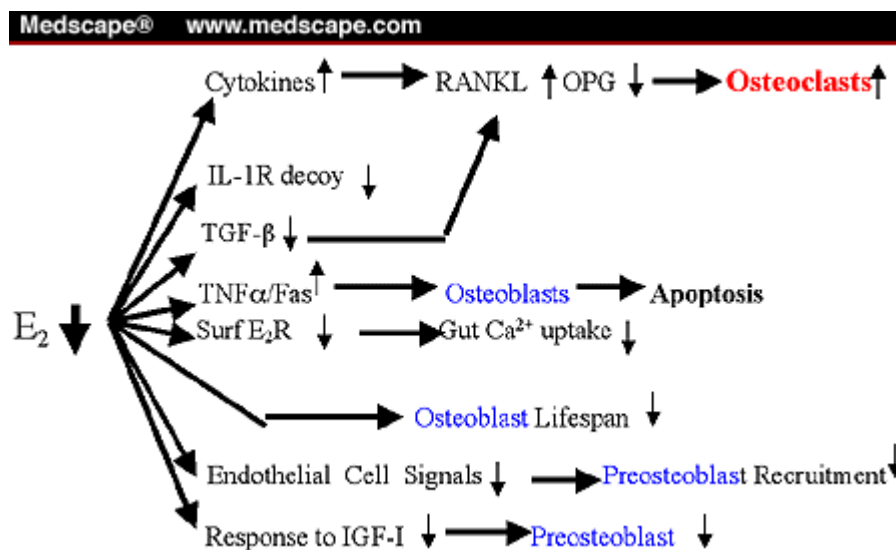 Medscape® www.medscape.com
Cytokines RANKL OPG Osteoclasts
IL-1R decoy
TGF-β
TNFα/Fas Osteoblasts Apoptosis
E₂ Surf E₂R Gut Ca²⁺ uptake
Osteoblast Lifespan
Endothelial Cell Signals Preosteoblast Recruitment
Response to IGF-I Preosteoblast